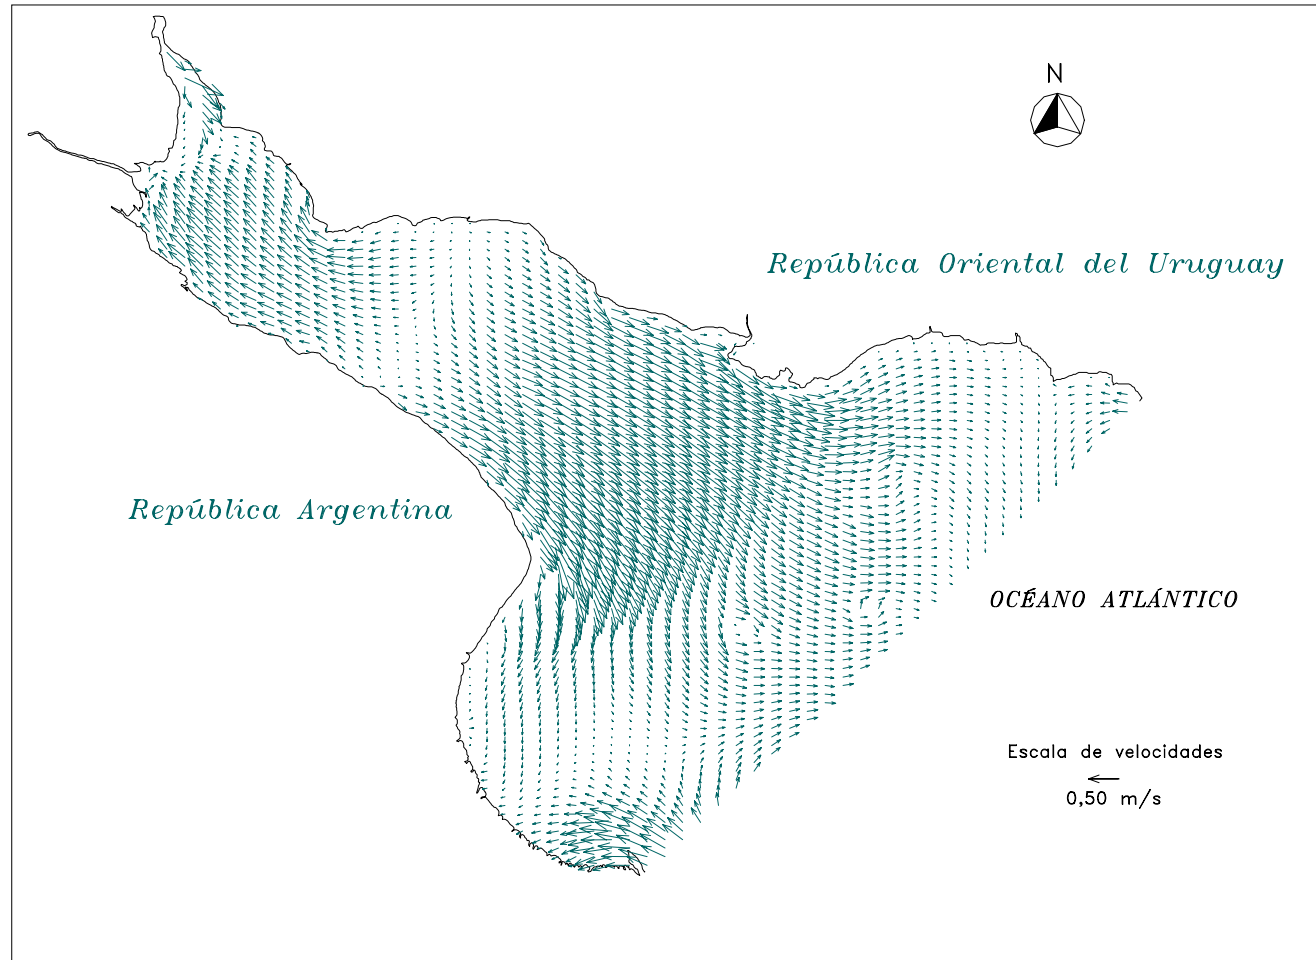 N
República Oriental del Uruguay
República Argentina
OCÉANO ATLÁNTICO
Escala de velocidades
0,50 m/s